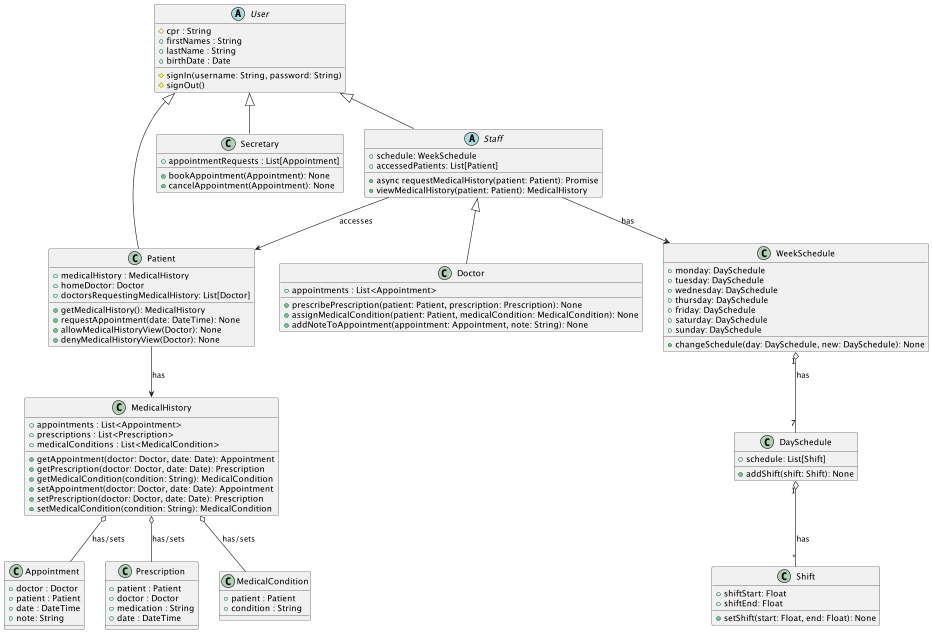 A User
cpr : String
firstNames : String
lastName : String
birthDate : Date
signIn(username: String, password: String)
signOut()
C Secretary
appointmentRequests : List[Appointment]
bookAppointment(Appointment): None
cancelAppointment(Appointment): None
A Staff
schedule: WeekSchedule
accessedPatients: List[Patient]
async requestMedicalHistory(patient: Patient): Promise
viewMedicalHistory(patient: Patient): MedicalHistory
accesses
has
C Patient
medicalHistory : MedicalHistory
homeDoctor: Doctor
doctorsRequestingMedicalHistory: List[Doctor]
getMedicalHistory(): MedicalHistory
requestAppointment(date: DateTime): None
allowMedicalHistoryView(Doctor): None
denyMedicalHistoryView(Doctor): None
C Doctor
appointments : List<Appointment>
prescribePrescription(patient: Patient, prescription: Prescription): None
assignMedicalCondition(patient: Patient, medicalCondition: MedicalCondition): None
addNoteToAppointment(appointment: Appointment, note: String): None
C WeekSchedule
monday: DaySchedule
tuesday: DaySchedule
wednesday: DaySchedule
thursday: DaySchedule
friday: DaySchedule
saturday: DaySchedule
sunday: DaySchedule
changeSchedule(day: DaySchedule, new: DaySchedule): None
has
1
has
7
C MedicalHistory
appointments : List<Appointment>
prescriptions : List<Prescription>
medicalConditions : List<MedicalCondition>
getAppointment(doctor: Doctor, date: Date): Appointment
getPrescription(doctor: Doctor, date: Date): Prescription
getMedicalCondition(condition: String): MedicalCondition
setAppointment(doctor: Doctor, date: Date): Appointment
setPrescription(doctor: Doctor, date: Date): Prescription
setMedicalCondition(condition: String): MedicalCondition
C DaySchedule
schedule: List[Shift]
addShift(shift: Shift): None
has/sets
has/sets
has/sets
1
has
*
C Appointment
doctor : Doctor
patient : Patient
date : DateTime
note: String
C Prescription
patient : Patient
doctor : Doctor
medication : String
date : DateTime
C MedicalCondition
patient : Patient
condition : String
C Shift
shiftStart: Float
shiftEnd: Float
setShift(start: Float, end: Float): None